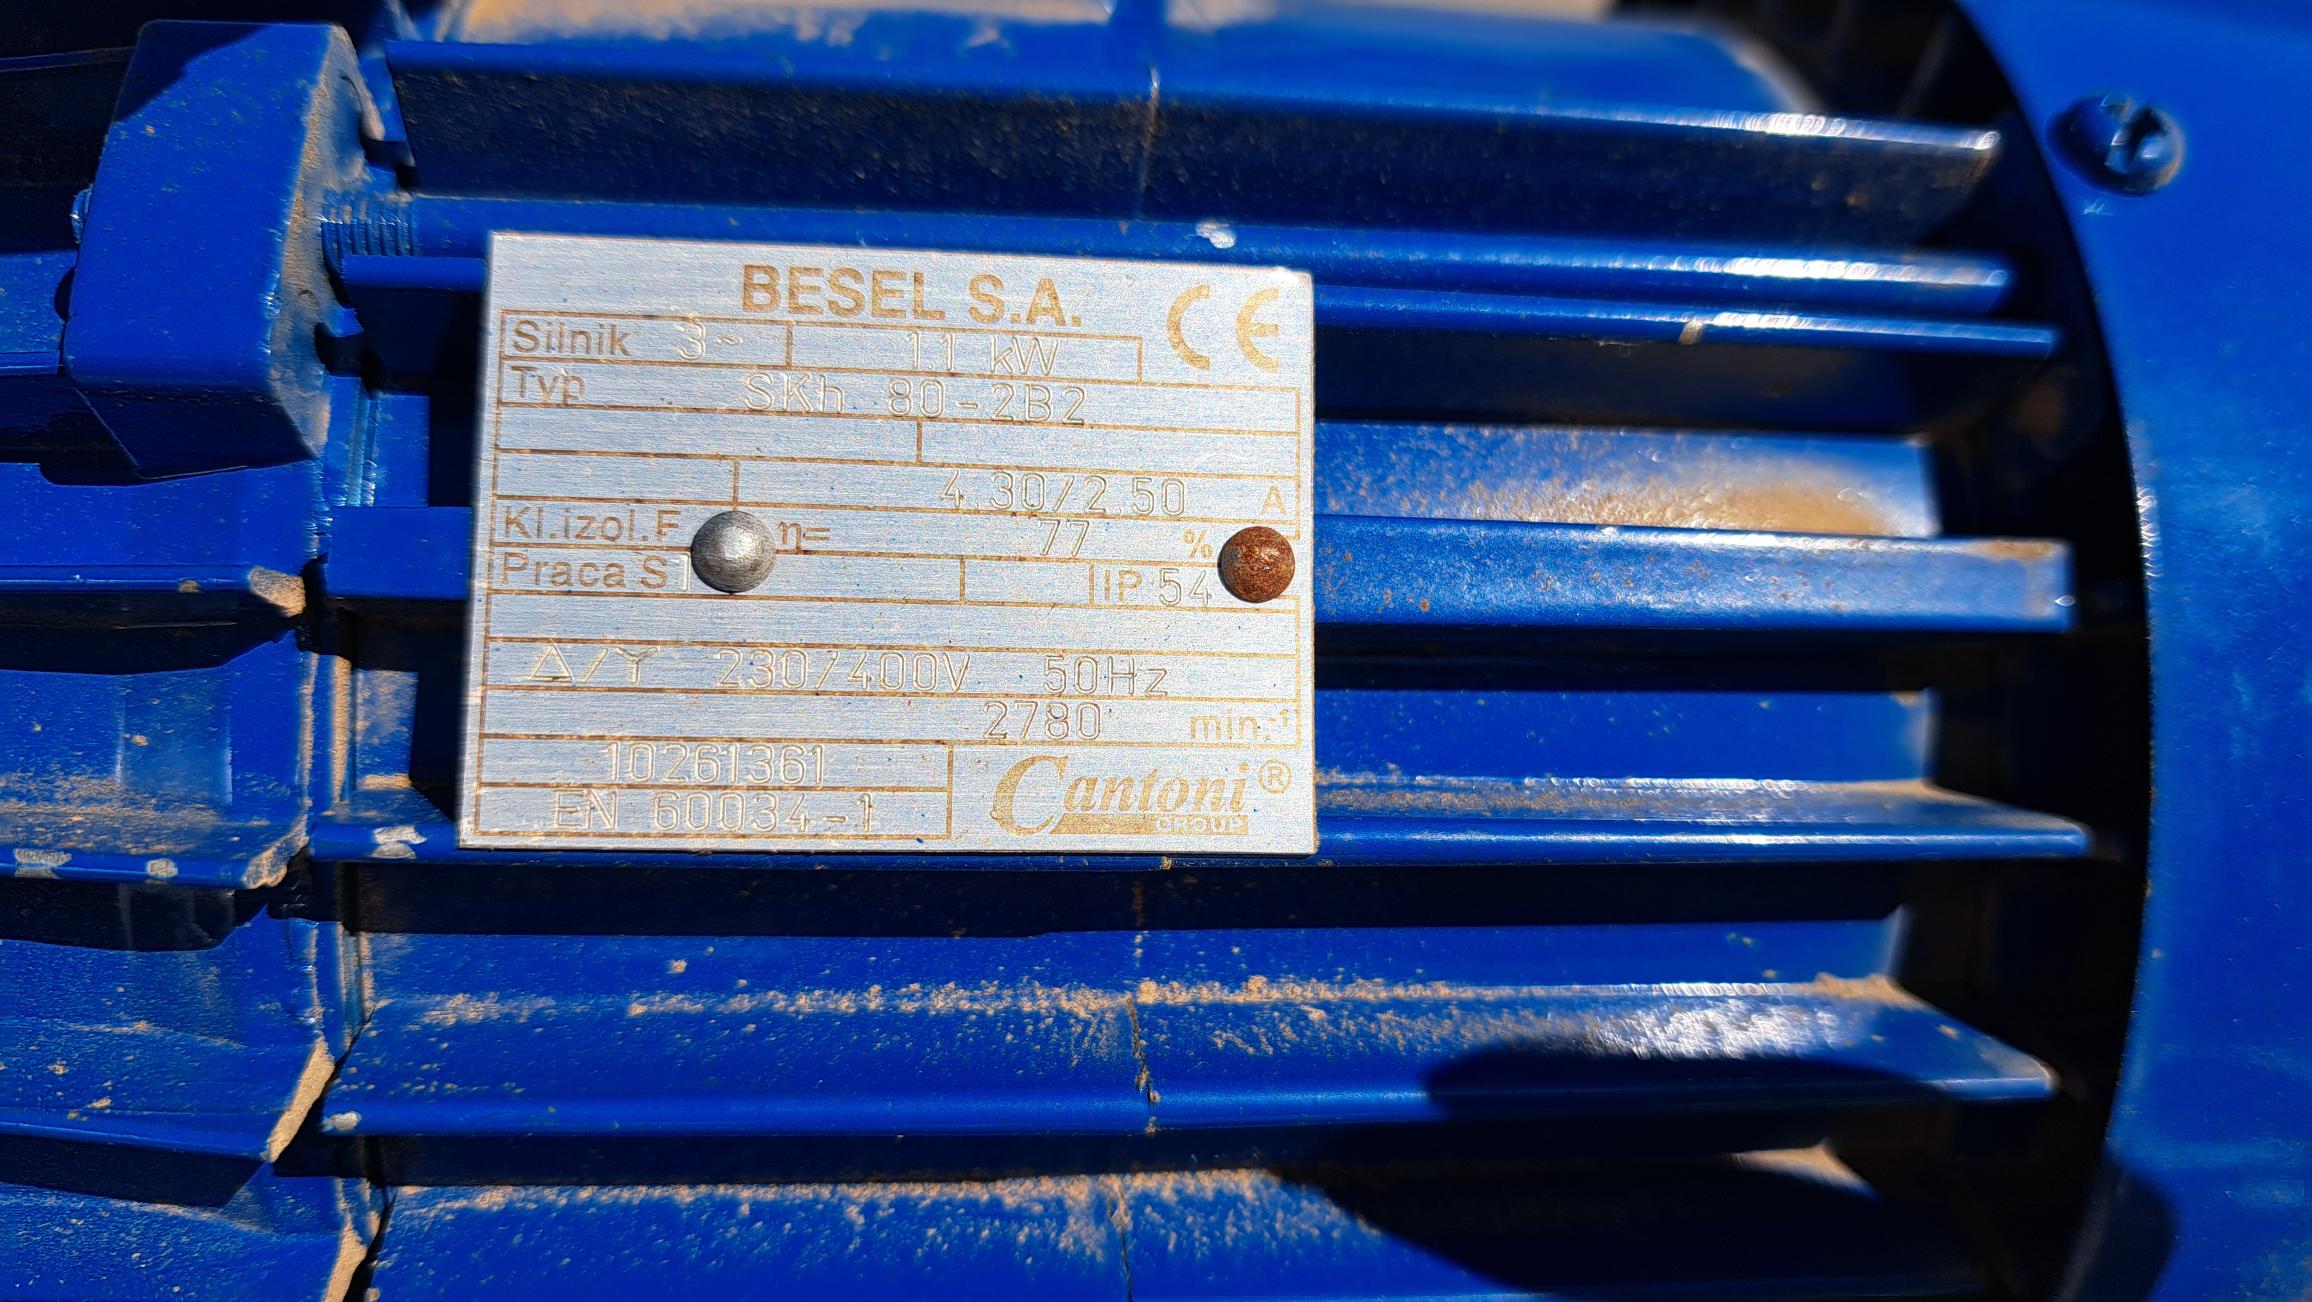 BESEL S.A.
CE
Silnik 3~ 1.1 kW
Typ SKh 80-2B2
4.30/2.50 A
Kl.izol.F η= 77 %
Praca S1 IP 54
Δ/Y 230/400V 50Hz
2780 min.-1
10261361
EN 60034-1
Cantoni®
GROUP